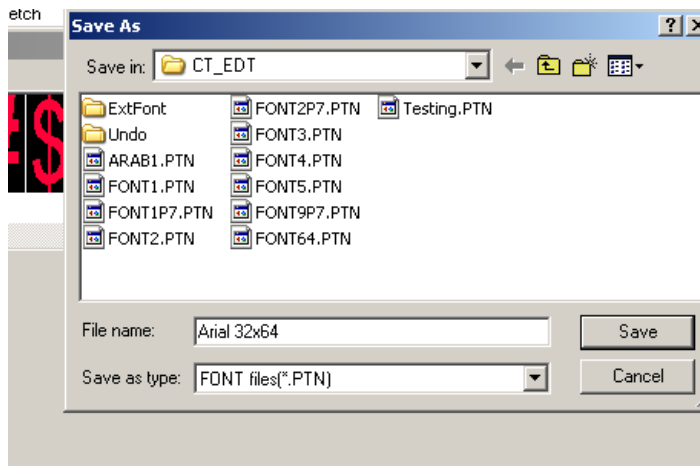 etch
Save As
Save in: CT_EDT
ExtFont FONT2P7.PTN Testing.PTN
Undo FONT3.PTN
ARAB1.PTN FONT4.PTN
FONT1.PTN FONT5.PTN
FONT1P7.PTN FONT9P7.PTN
FONT2.PTN FONT64.PTN
$
File name: Arial 32x64 Save
Save as type: FONT files(*.PTN) Cancel